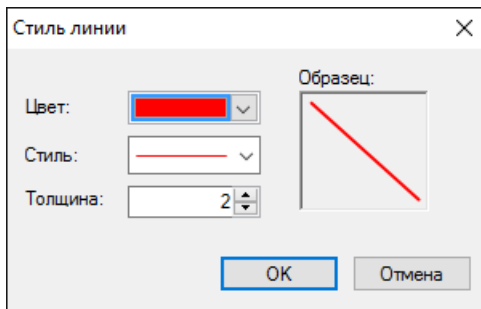 Стиль линии
Образец:
Цвет:
Стиль:
Толщина: 2
OK Отмена